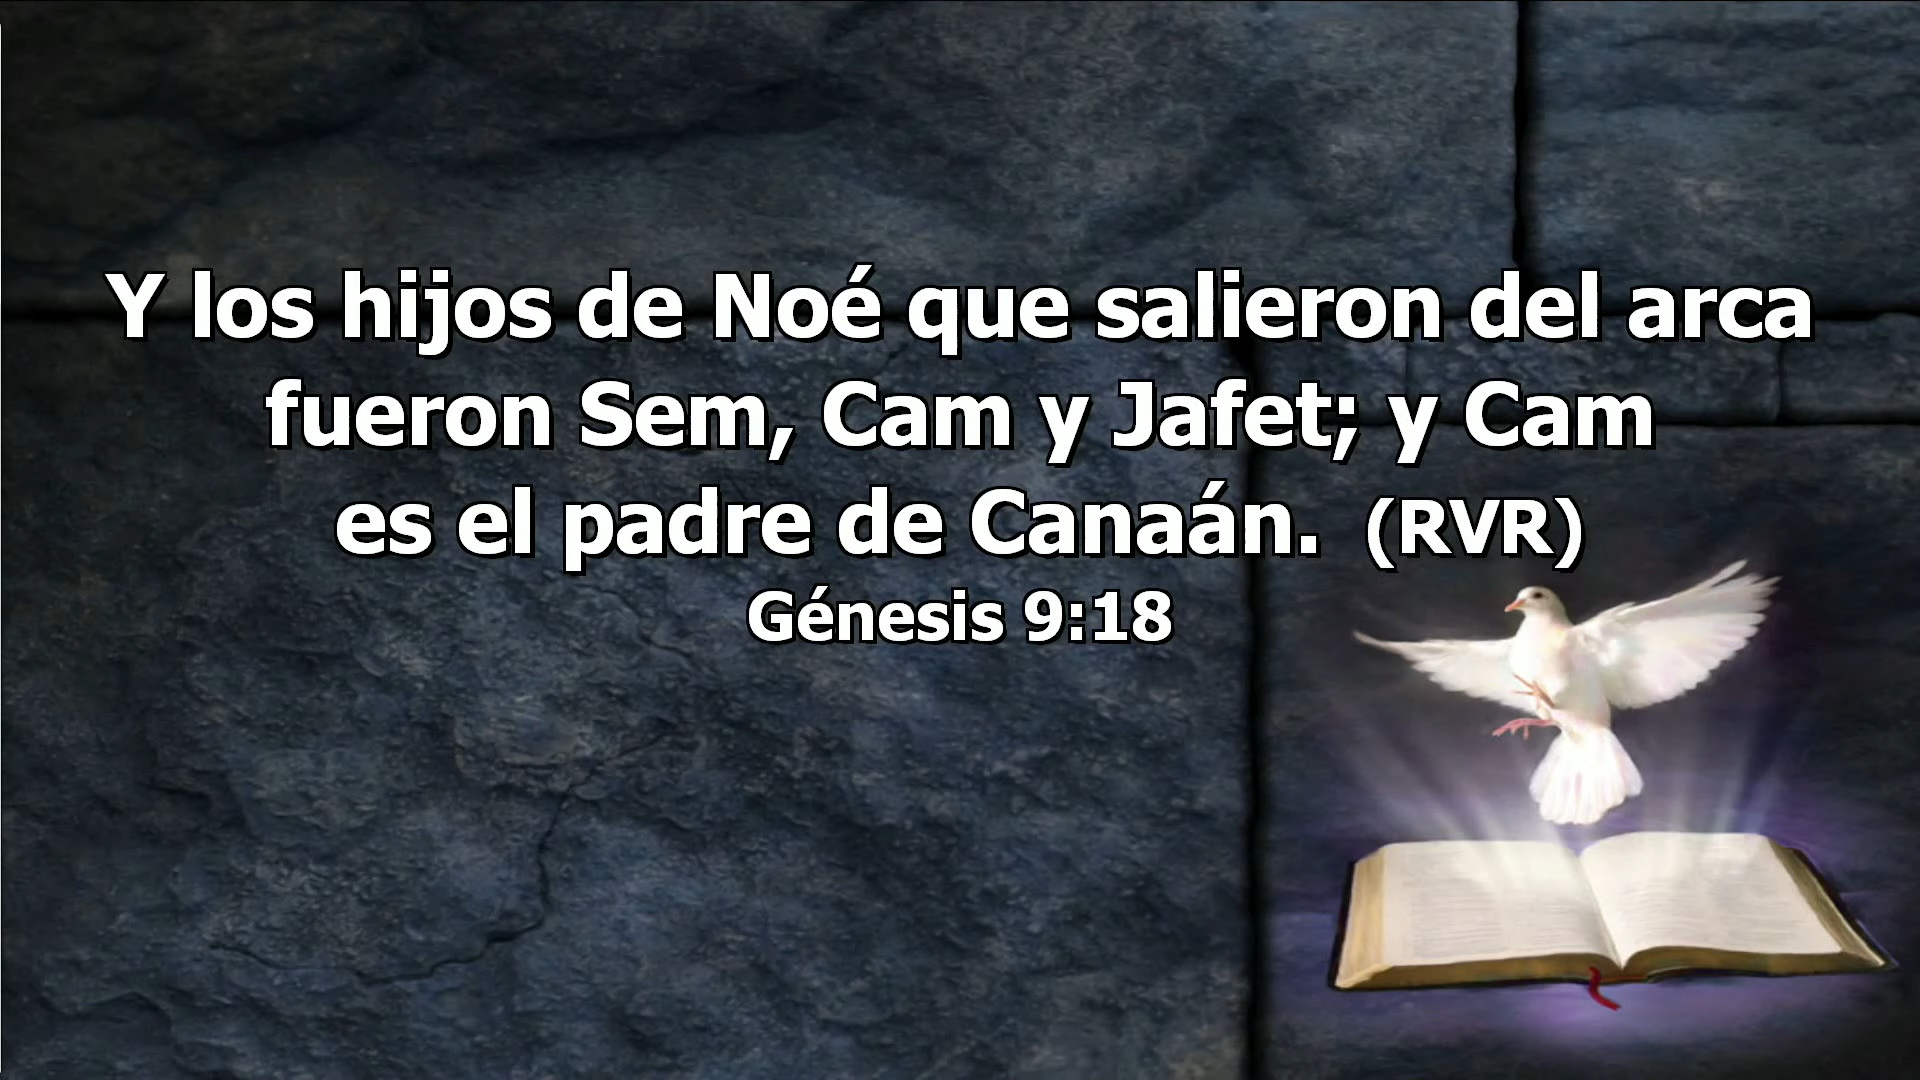 Y los hijos de Noé que salieron del arca
fueron Sem, Cam y Jafet; y Cam
es el padre de Canaán. (RVR)
Génesis 9:18